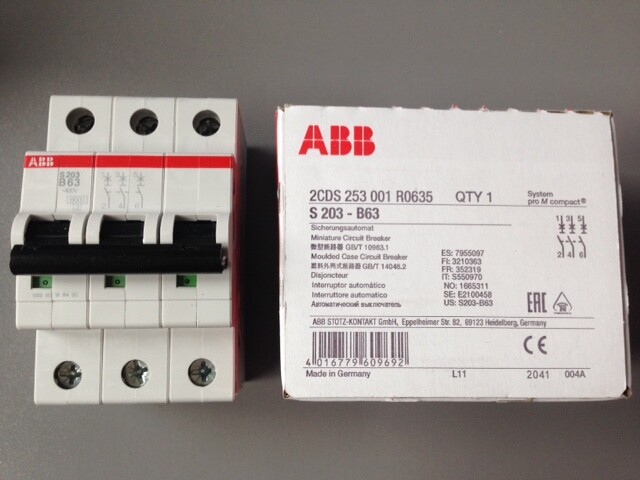 ABB
S203
B63
~400V
ABB
2CDS 253 001 R0635 QTY 1
System
pro M compact®
S 203 - B63
1 3 5
2 4 6
Sicherungsautomat
Miniature Circuit Breaker
微型断路器 GB/T 10963.1
Moulded Case Circuit Breaker
塑料外壳式断路器 GB/T 14048.2
Disjoncteur
Interruptor automático
Interruttore automatico
Автоматический выключатель
ES: 7955097
FI: 3210363
FR: 352319
IT: S550970
NO: 1665311
SE: E2100458
US: S203-B63
EAC
ABB STOTZ-KONTAKT GmbH, Eppelheimer Str. 82, 69123 Heidelberg, Germany
4 016779 609692
CE
Made in Germany L11 2041 004A